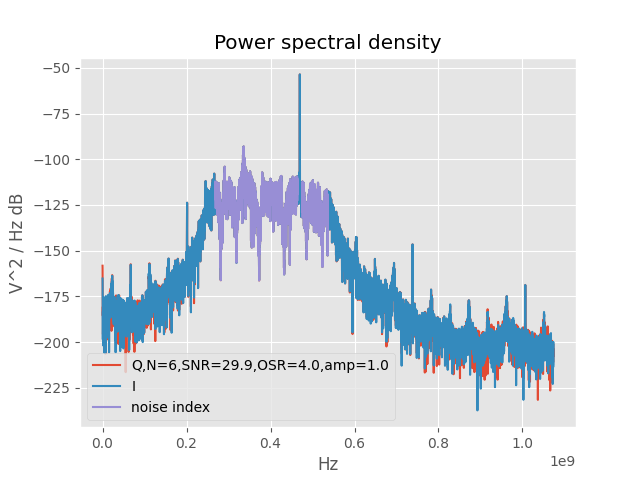 Power spectral density
−50
−75
−100
−125
−150
−175
−200
−225
V^2 / Hz dB
Q,N=6,SNR=29.9,OSR=4.0,amp=1.0
I
noise index
0.0 0.2 0.4 0.6 0.8 1.0
1e9
Hz